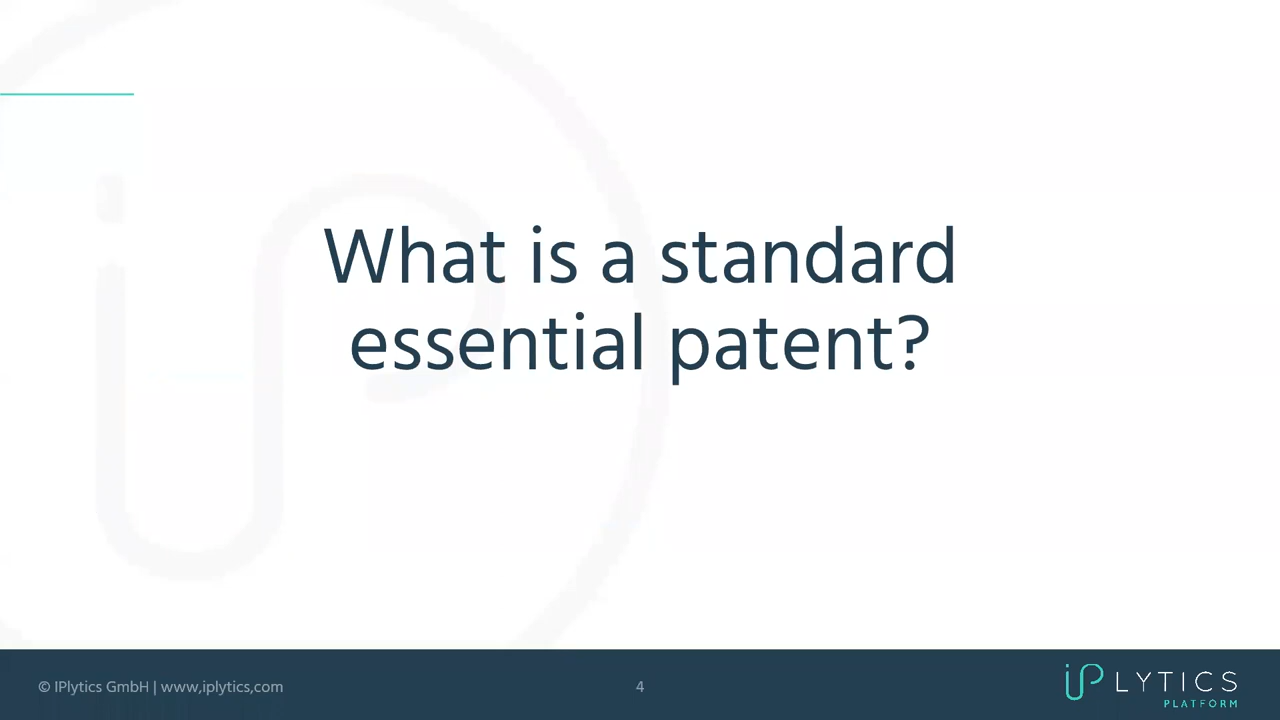 What is a standard
essential patent?
© IPlytics GmbH | www,iplytics,com
4
iP LYTICS
PLATFORM